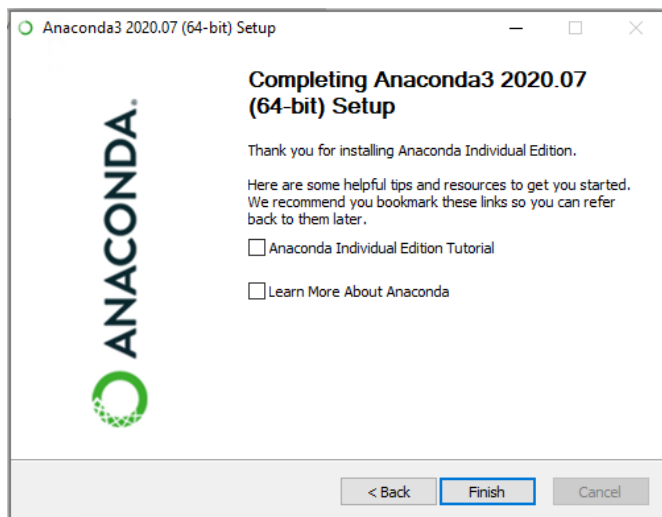 Anaconda3 2020.07 (64-bit) Setup
ANACONDA.
Completing Anaconda3 2020.07
(64-bit) Setup
Thank you for installing Anaconda Individual Edition.
Here are some helpful tips and resources to get you started.
We recommend you bookmark these links so you can refer
back to them later.
Anaconda Individual Edition Tutorial
Learn More About Anaconda
< Back
Finish
Cancel